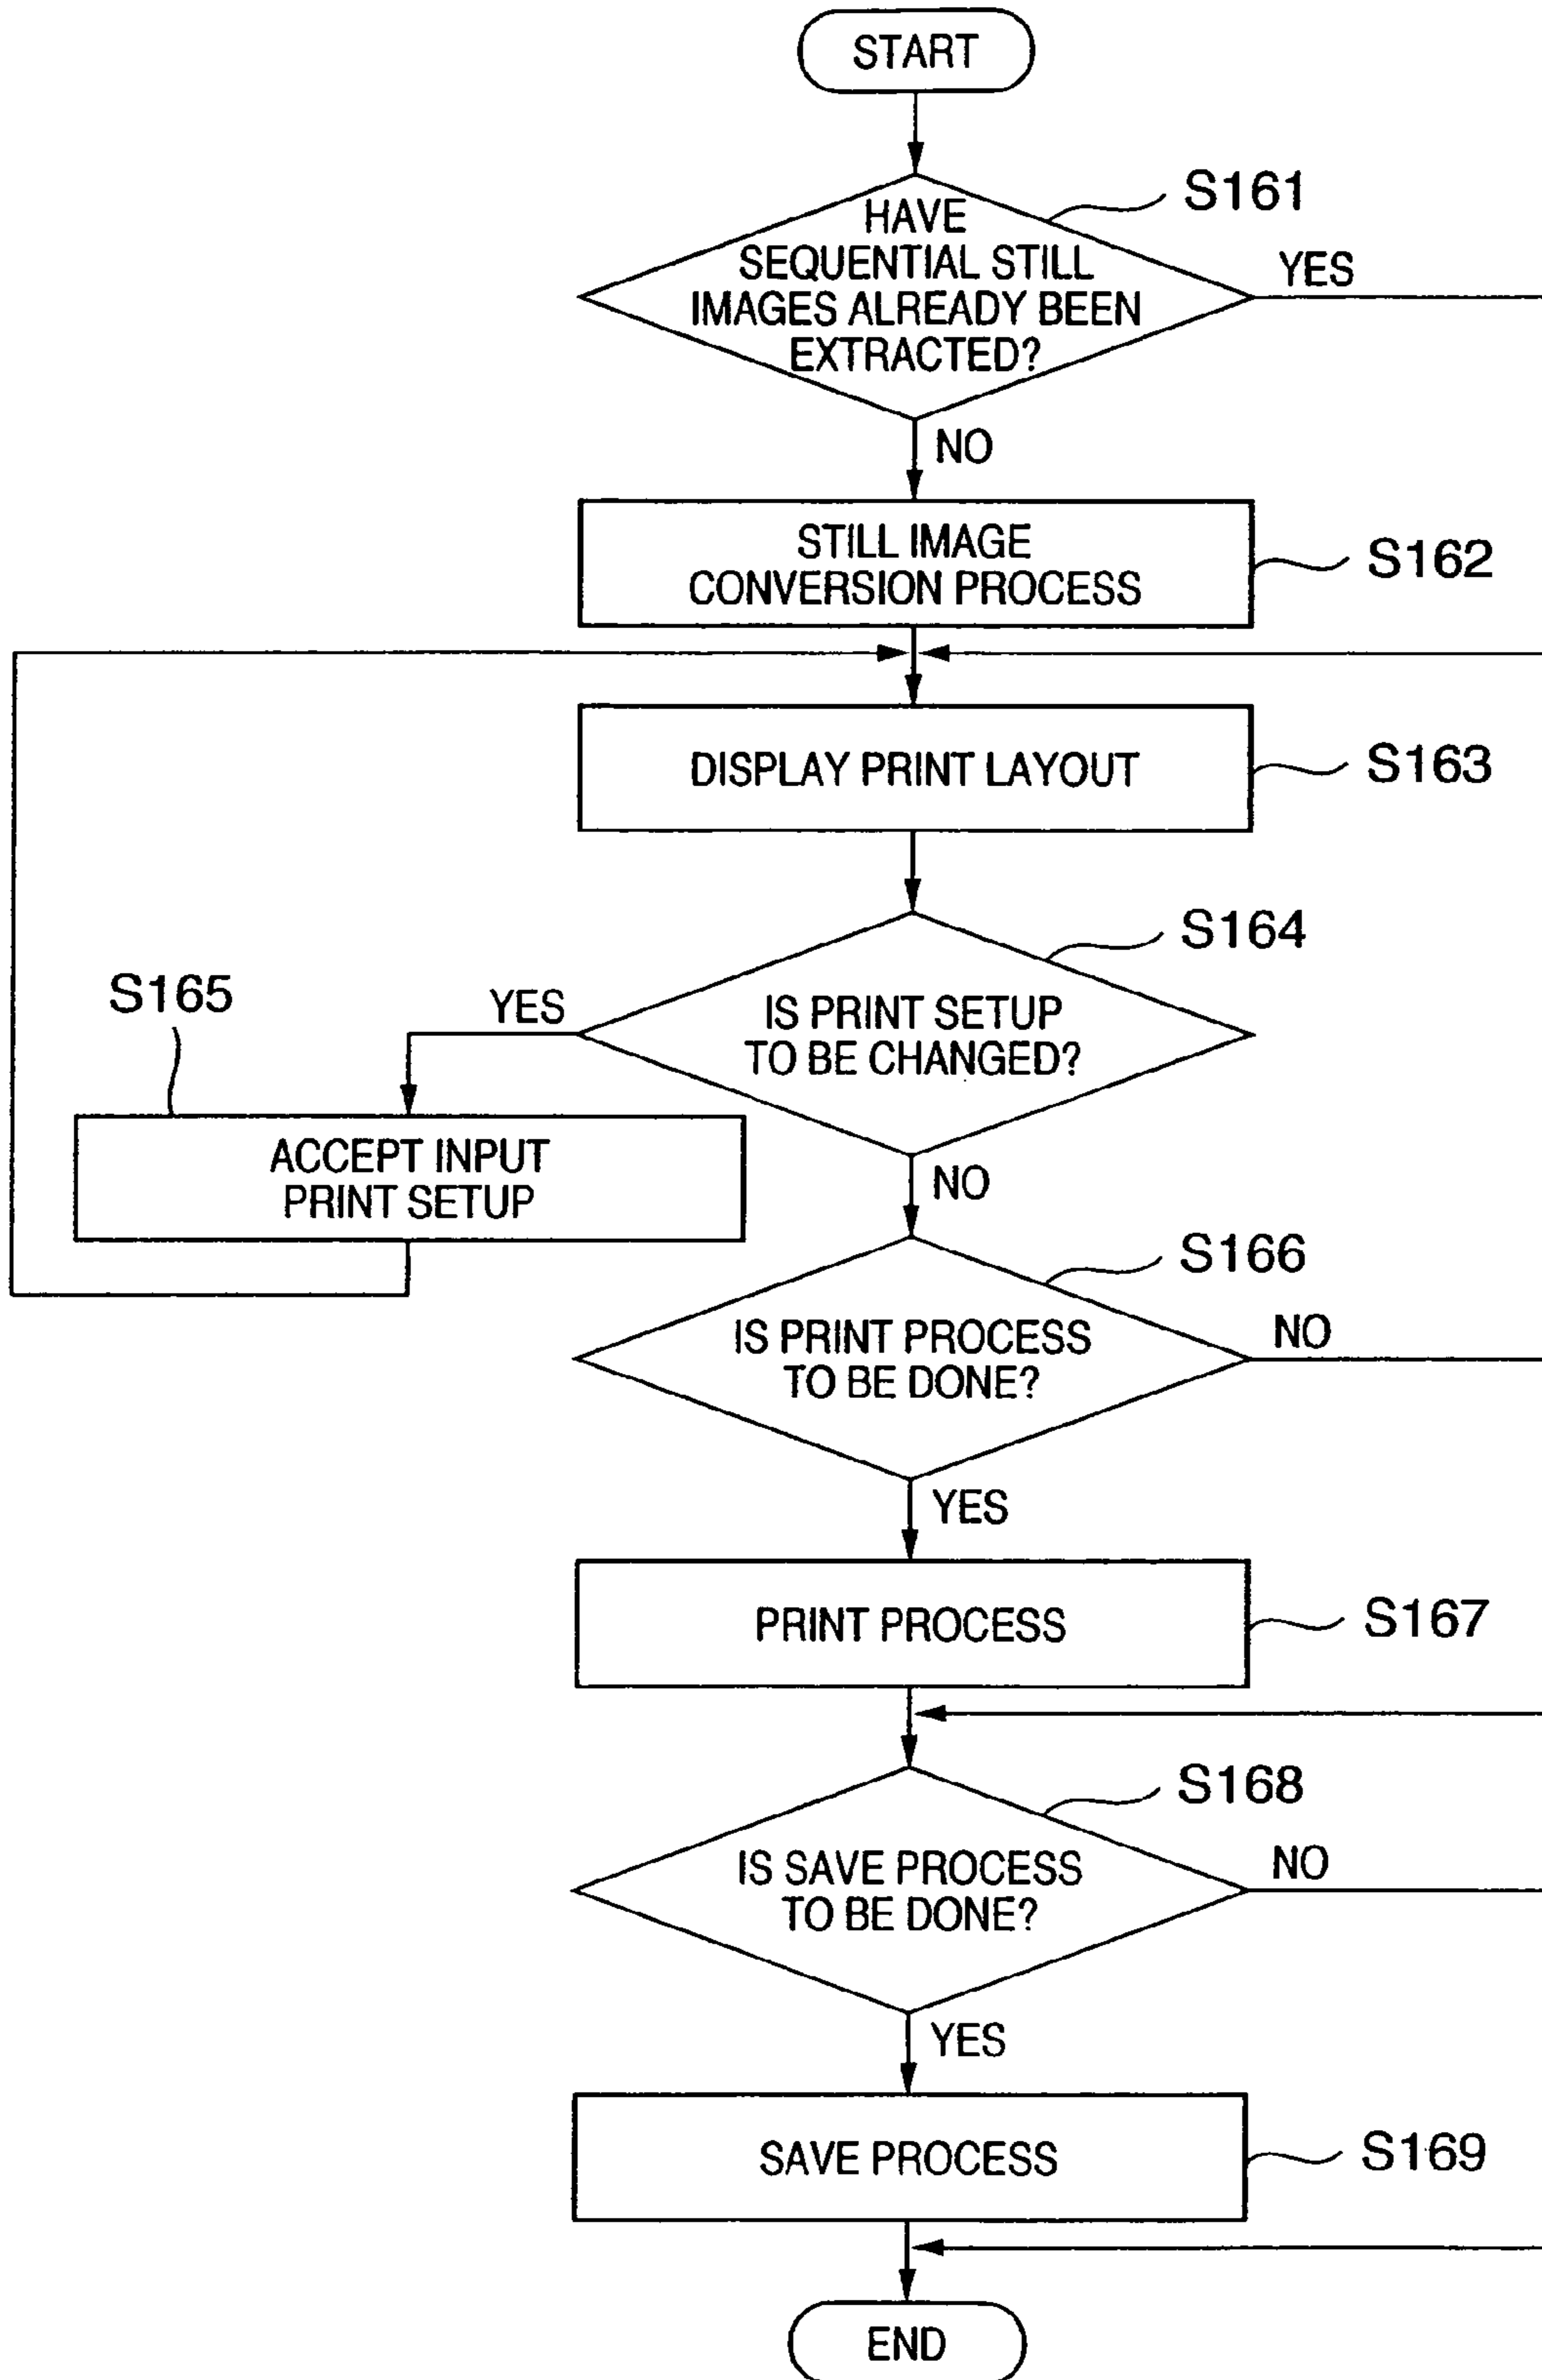 START
S161
HAVE
SEQUENTIAL STILL
IMAGES ALREADY BEEN
EXTRACTED?
YES
NO
STILL IMAGE
CONVERSION PROCESS
S162
DISPLAY PRINT LAYOUT
S163
S164
IS PRINT SETUP
TO BE CHANGED?
YES
S165
ACCEPT INPUT
PRINT SETUP
NO
S166
IS PRINT PROCESS
TO BE DONE?
NO
YES
PRINT PROCESS
S167
S168
IS SAVE PROCESS
TO BE DONE?
NO
YES
SAVE PROCESS
S169
END